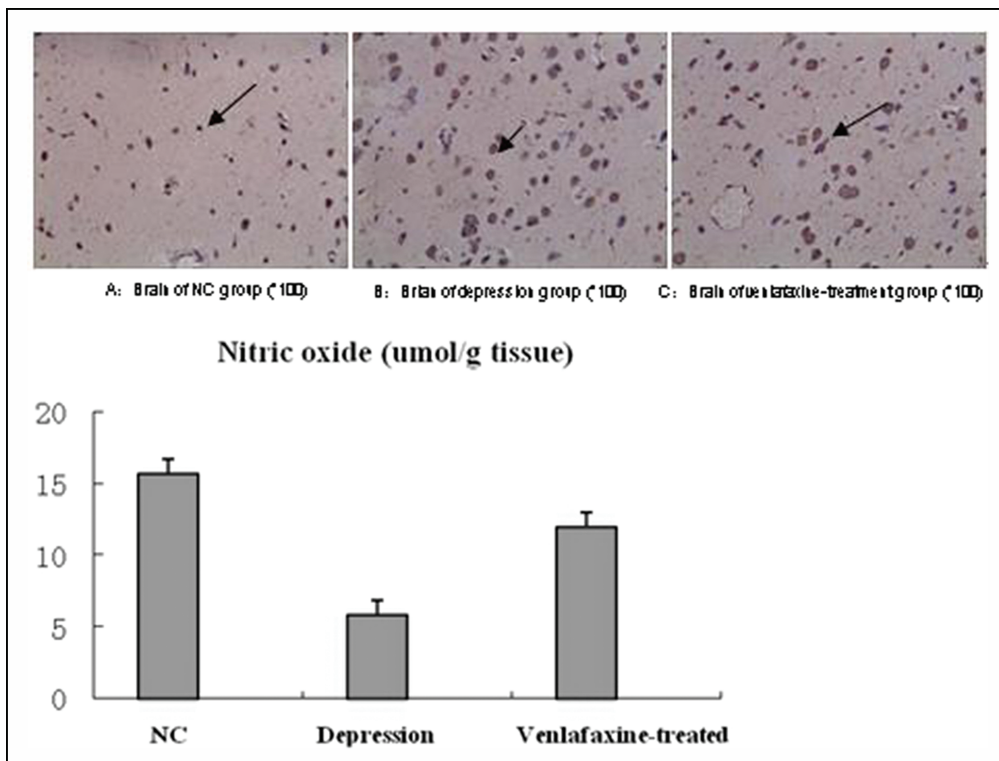 A: Brain of NC group (*100)
B: Brian of depression group (*100)
C: Brain of venlafaxine-treatment group (*100)
Nitric oxide (umol/g tissue)
20
15
10
5
0
NC Depression Venlafaxine-treated